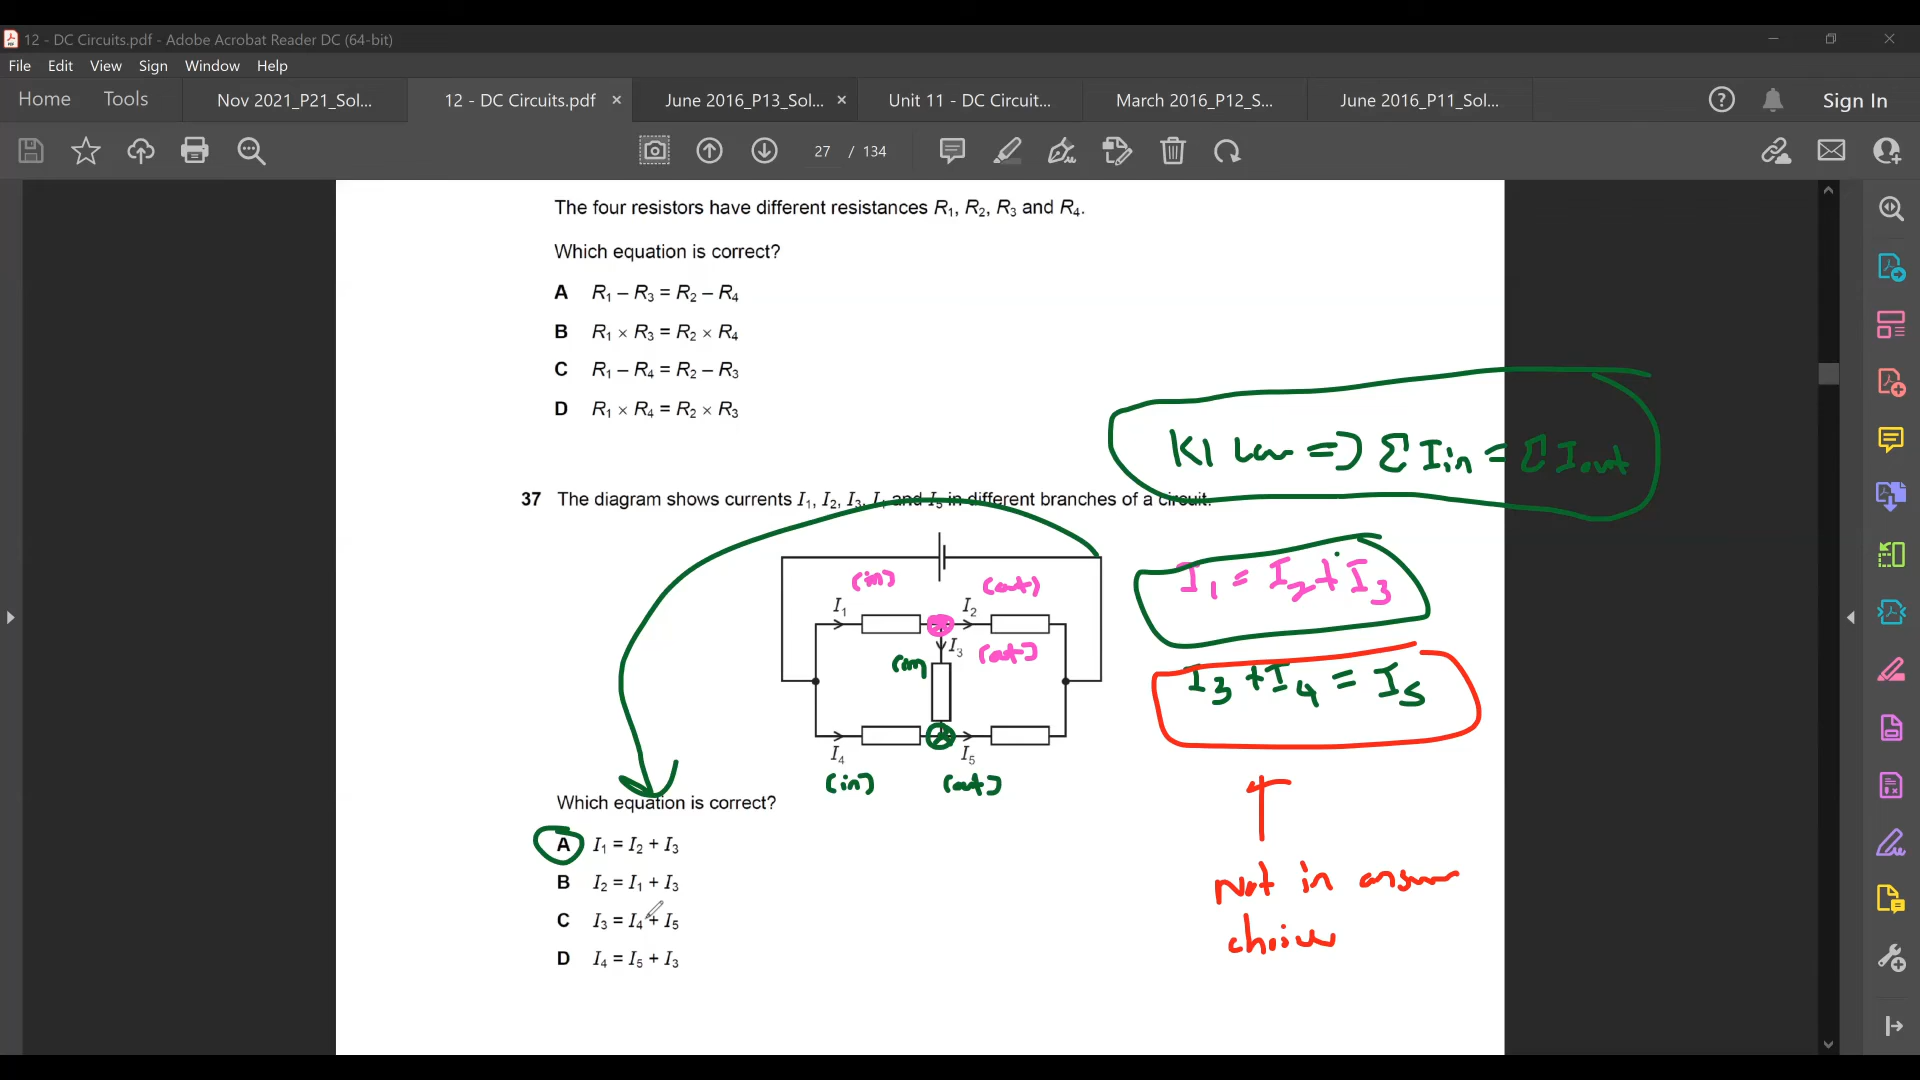 12 - DC Circuits.pdf - Adobe Acrobat Reader DC (64-bit)
File Edit View Sign Window Help
Home Tools Nov 2021_P21_Sol... 12 - DC Circuits.pdf × June 2016_P13_Sol... × Unit 11 - DC Circuit... March 2016_P12_S... June 2016_P11_Sol... Sign In
27 / 134
The four resistors have different resistances R₁, R₂, R₃ and R₄.
Which equation is correct?
A R₁ – R₃ = R₂ – R₄
B R₁ × R₃ = R₂ × R₄
C R₁ – R₄ = R₂ – R₃
D R₁ × R₄ = R₂ × R₃
K1 Law => Σ Iin = Σ Iout
37 The diagram shows currents I₁, I₂, I₃, I₄ and I₅ in different branches of a circuit.
(in) (out)
I₁ = I₂ + I₃
I₁ I₂
I₃ (out)
(in)
I₃ + I₄ = I₅
I₄ I₅
(in) (out)
Which equation is correct?
A I₁ = I₂ + I₃
B I₂ = I₁ + I₃
C I₃ = I₄ + I₅
D I₄ = I₅ + I₃
Not in answer
choices